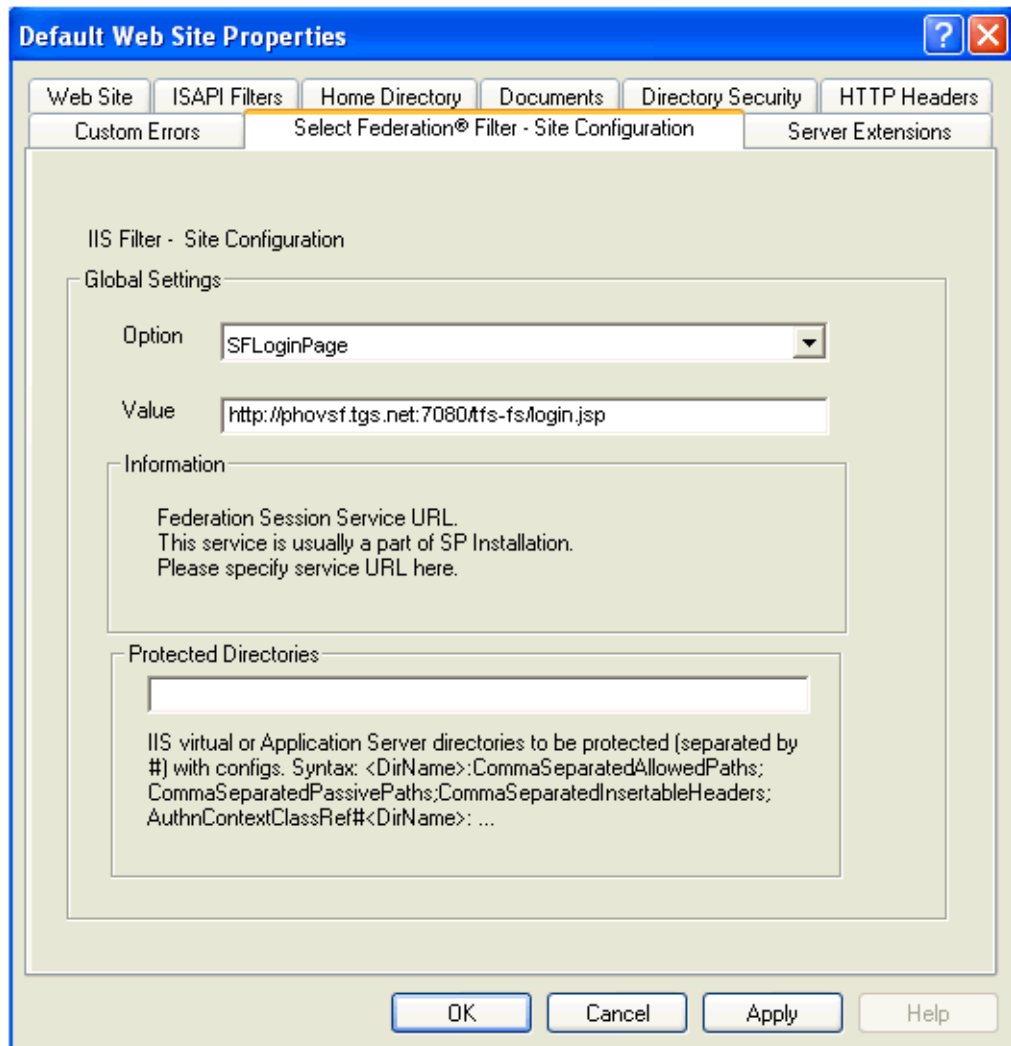 Default Web Site Properties
Web Site ISAPI Filters Home Directory Documents Directory Security HTTP Headers
Custom Errors Select Federation® Filter - Site Configuration Server Extensions
IIS Filter - Site Configuration
Global Settings
Option SFLoginPage
Value http://phovsf.tgs.net:7080/tfs-fs/login.jsp
Information
Federation Session Service URL.
This service is usually a part of SP Installation.
Please specify service URL here.
Protected Directories
IIS virtual or Application Server directories to be protected (separated by
#) with configs. Syntax: <DirName>:CommaSeparatedAllowedPaths;
CommaSeparatedPassivePaths;CommaSeparatedInsertableHeaders;
AuthnContextClassRef#<DirName>: ...
OK Cancel Apply Help